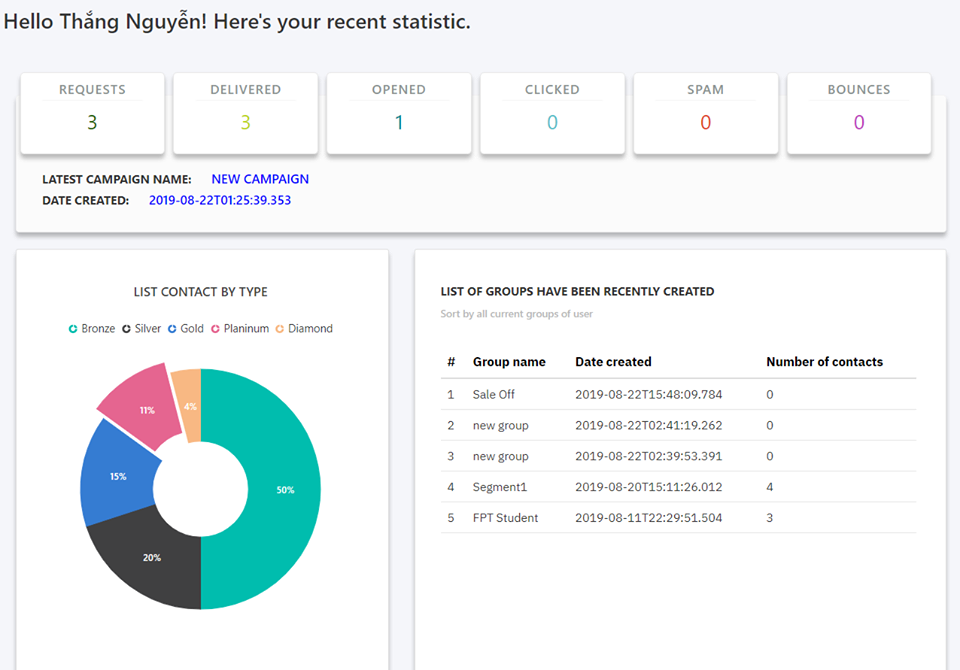 Hello Thắng Nguyễn! Here's your recent statistic.
REQUESTS DELIVERED OPENED CLICKED SPAM BOUNCES
3 3 1 0 0 0
LATEST CAMPAIGN NAME: NEW CAMPAIGN
DATE CREATED: 2019-08-22T01:25:39.353
LIST CONTACT BY TYPE
Bronze Silver Gold Planinum Diamond
4%
11%
15%
50%
20%
LIST OF GROUPS HAVE BEEN RECENTLY CREATED
Sort by all current groups of user
# Group name Date created Number of contacts
1 Sale Off 2019-08-22T15:48:09.784 0
2 new group 2019-08-22T02:41:19.262 0
3 new group 2019-08-22T02:39:53.391 0
4 Segment1 2019-08-20T15:11:26.012 4
5 FPT Student 2019-08-11T22:29:51.504 3